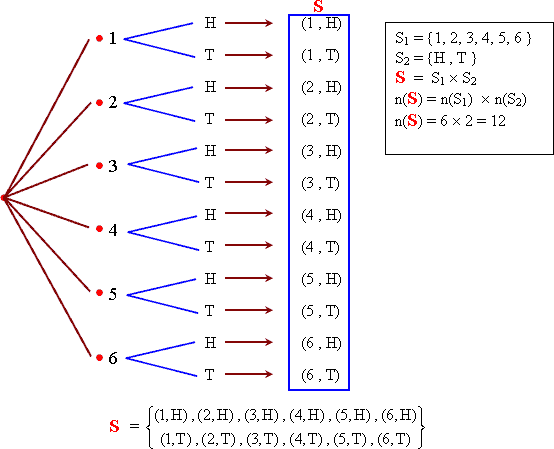 S
1 H (1 , H)
T (1 , T)
2 H (2 , H)
T (2 , T)
3 H (3 , H)
T (3 , T)
4 H (4 , H)
T (4 , T)
5 H (5 , H)
T (5 , T)
6 H (6 , H)
T (6 , T)
S₁ = {1, 2, 3, 4, 5, 6 }
S₂ = {H , T }
S = S₁ × S₂
n(S) = n(S₁) × n(S₂)
n(S) = 6 × 2 = 12
S = {(1,H) , (2,H) , (3,H) , (4,H) , (5,H) , (6,H)
(1,T) , (2,T) , (3,T) , (4,T) , (5,T) , (6,T) }